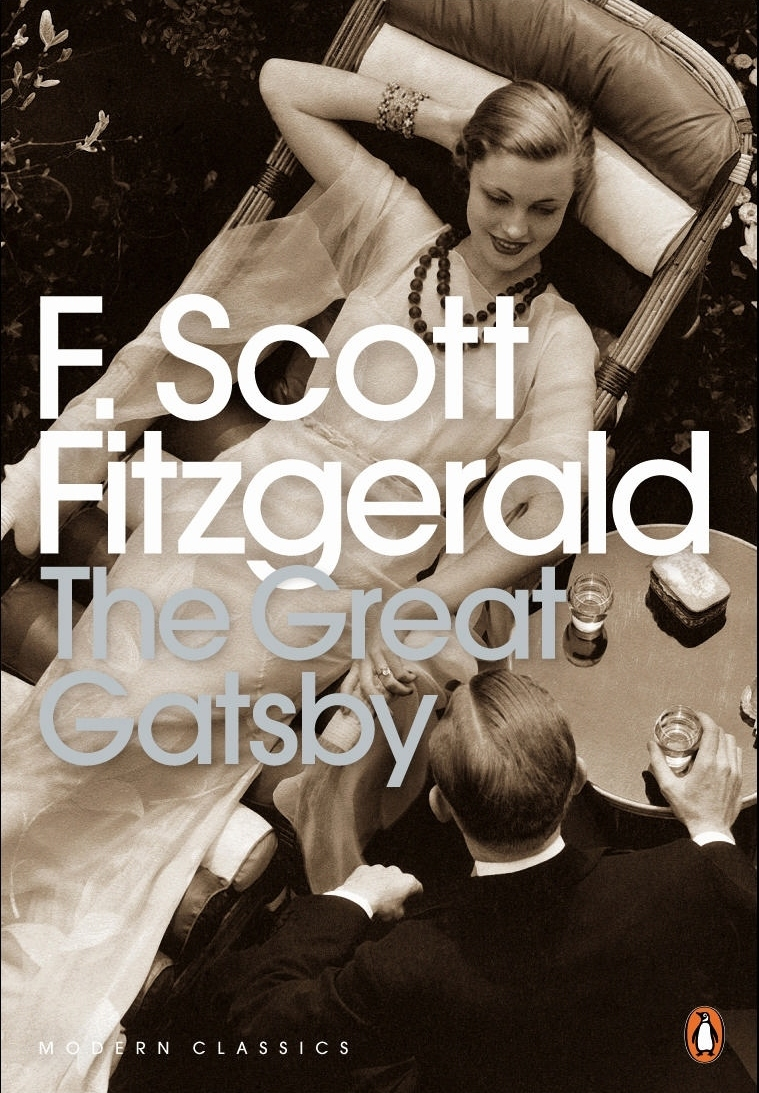 F. Scott
Fitzgerald
The Great
Gatsby
MODERN CLASSICS